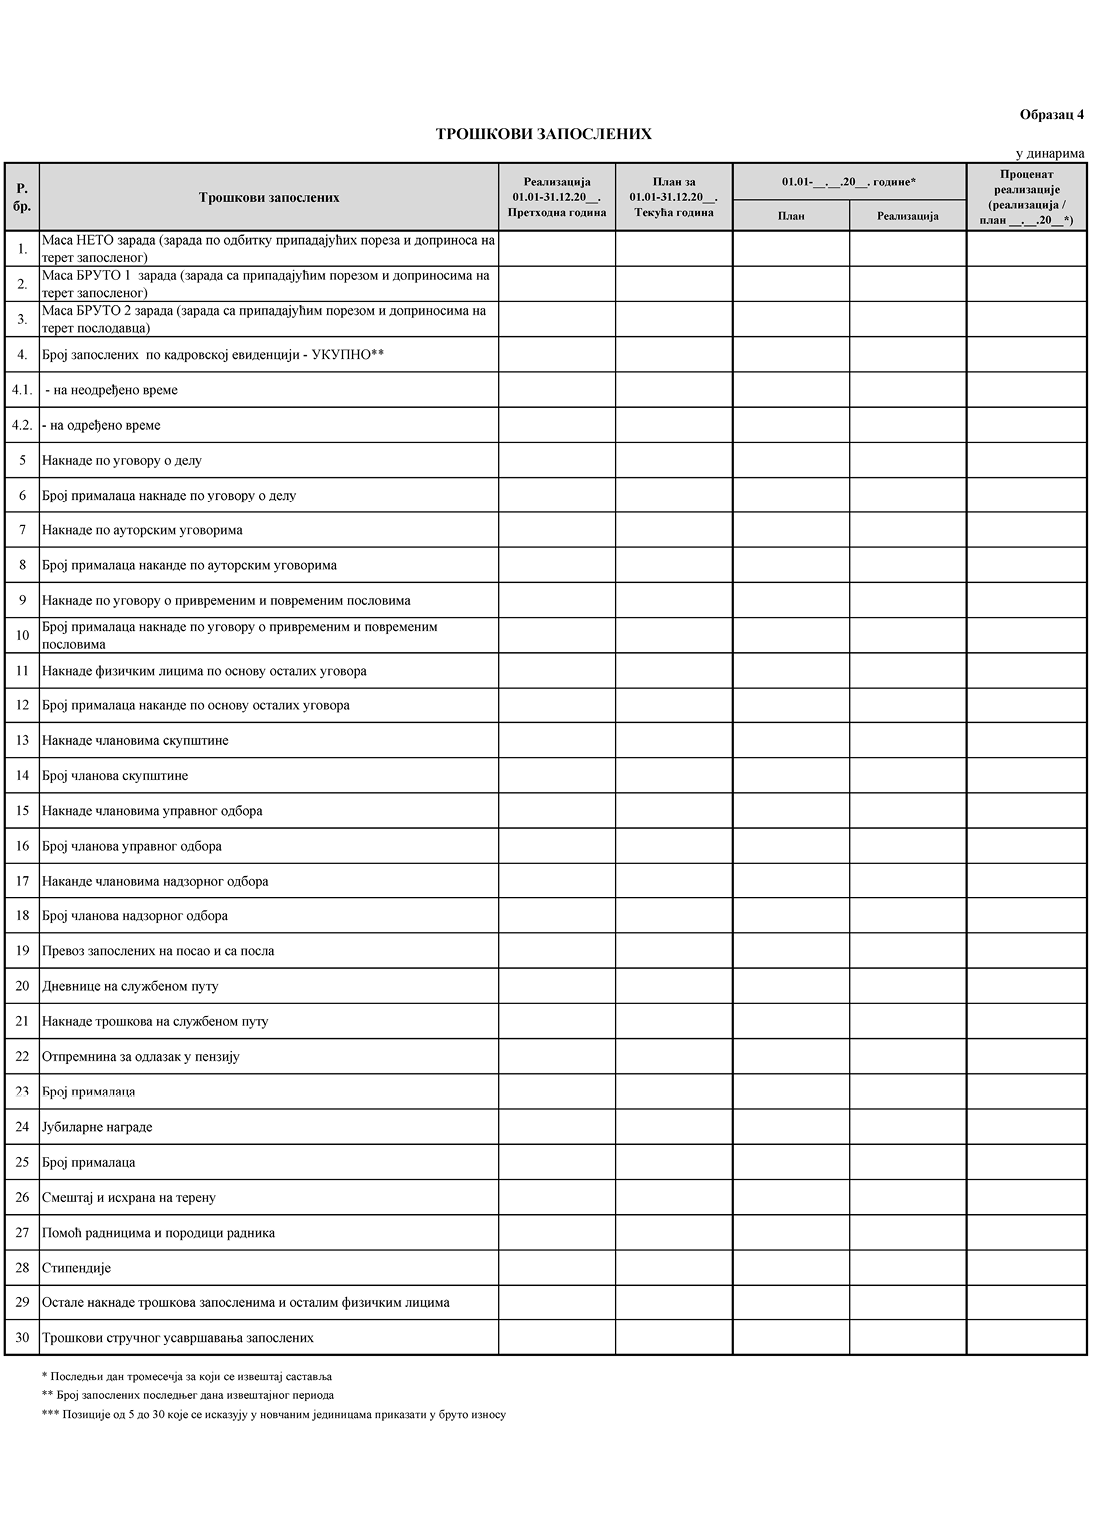 Образац 4
ТРОШКОВИ ЗАПОСЛЕНИХ
у динарима
Р.
бр.
Трошкови запослених
Реализација
01.01-31.12.20__.
Претходна година
План за
01.01-31.12.20__.
Текућа година
01.01-__.__.20__. године*
План
Реализација
Проценат
реализације
(реализација /
план __.__.20__*)
1. Маса НЕТО зарада (зарада по одбитку припадајућих пореза и доприноса на
терет запосленог)
2. Маса БРУТО 1 зарада (зарада са припадајућим порезом и доприносима на
терет запосленог)
3. Маса БРУТО 2 зарада (зарада са припадајућим порезом и доприносима на
терет послодавца)
4. Број запослених по кадровској евиденцији - УКУПНО**
4.1. - на неодређено време
4.2. - на одређено време
5 Накнаде по уговору о делу
6 Број прималаца накнаде по уговору о делу
7 Накнаде по ауторским уговорима
8 Број прималаца наканде по ауторским уговорима
9 Накнаде по уговору о привременим и повременим пословима
10 Број прималаца накнаде по уговору о привременим и повременим
пословима
11 Накнаде физичким лицима по основу осталих уговора
12 Број прималаца наканде по основу осталих уговора
13 Накнаде члановима скупштине
14 Број чланова скупштине
15 Накнаде члановима управног одбора
16 Број чланова управног одбора
17 Наканде члановима надзорног одбора
18 Број чланова надзорног одбора
19 Превоз запослених на посао и са посла
20 Дневнице на службеном путу
21 Накнаде трошкова на службеном путу
22 Отпремнина за одлазак у пензију
23 Број прималаца
24 Јубиларне награде
25 Број прималаца
26 Смештај и исхрана на терену
27 Помоћ радницима и породици радника
28 Стипендије
29 Остале накнаде трошкова запосленима и осталим физичким лицима
30 Трошкови стручног усавршавања запослених
* Последњи дан тромесечја за који се извештај саставља
** Број запослених последњег дана извештајног периода
*** Позиције од 5 до 30 које се исказују у новчаним јединицама приказати у бруто износу